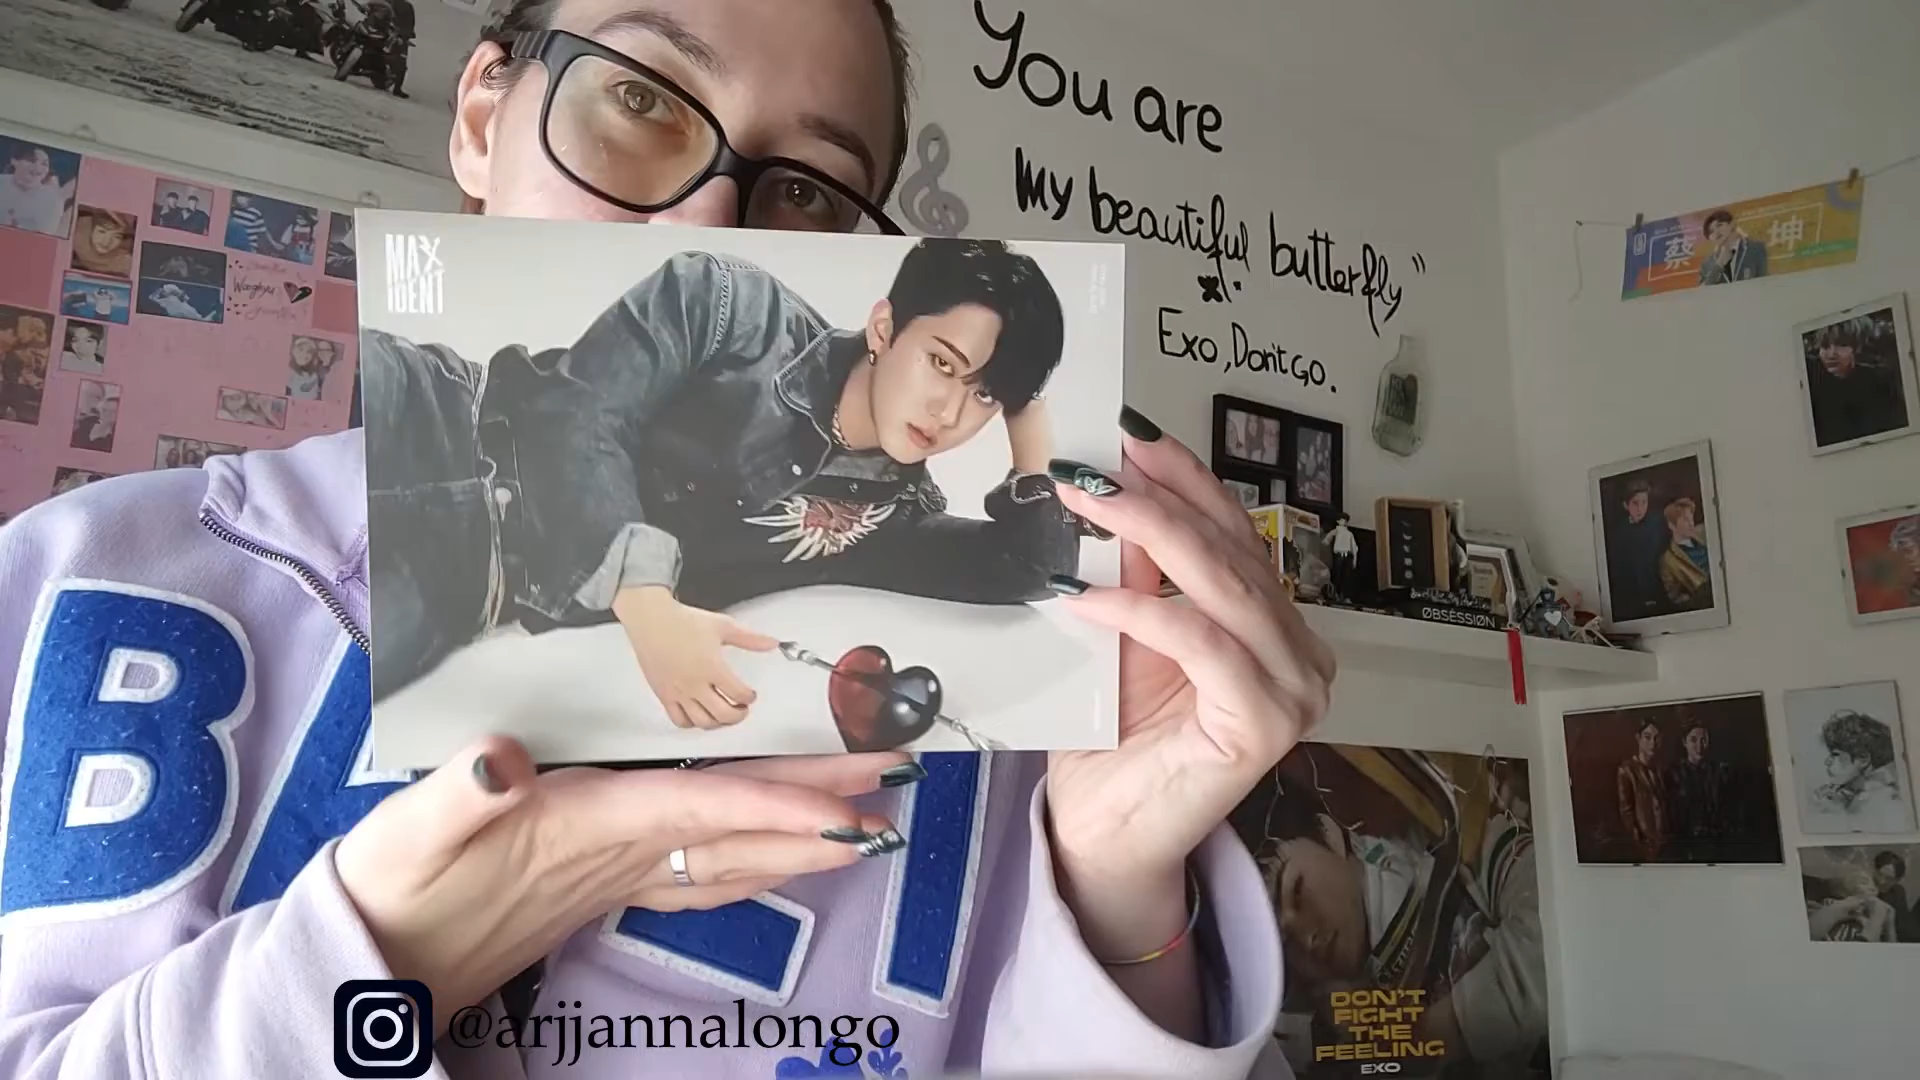 You are
My beautiful butterfly"
Exo, Don't Go.
MAX
IDENT
蔡 坤
ØBSESSIØN
B
DON'T
FIGHT
THE
FEELING
EXO
@arjjannalongo